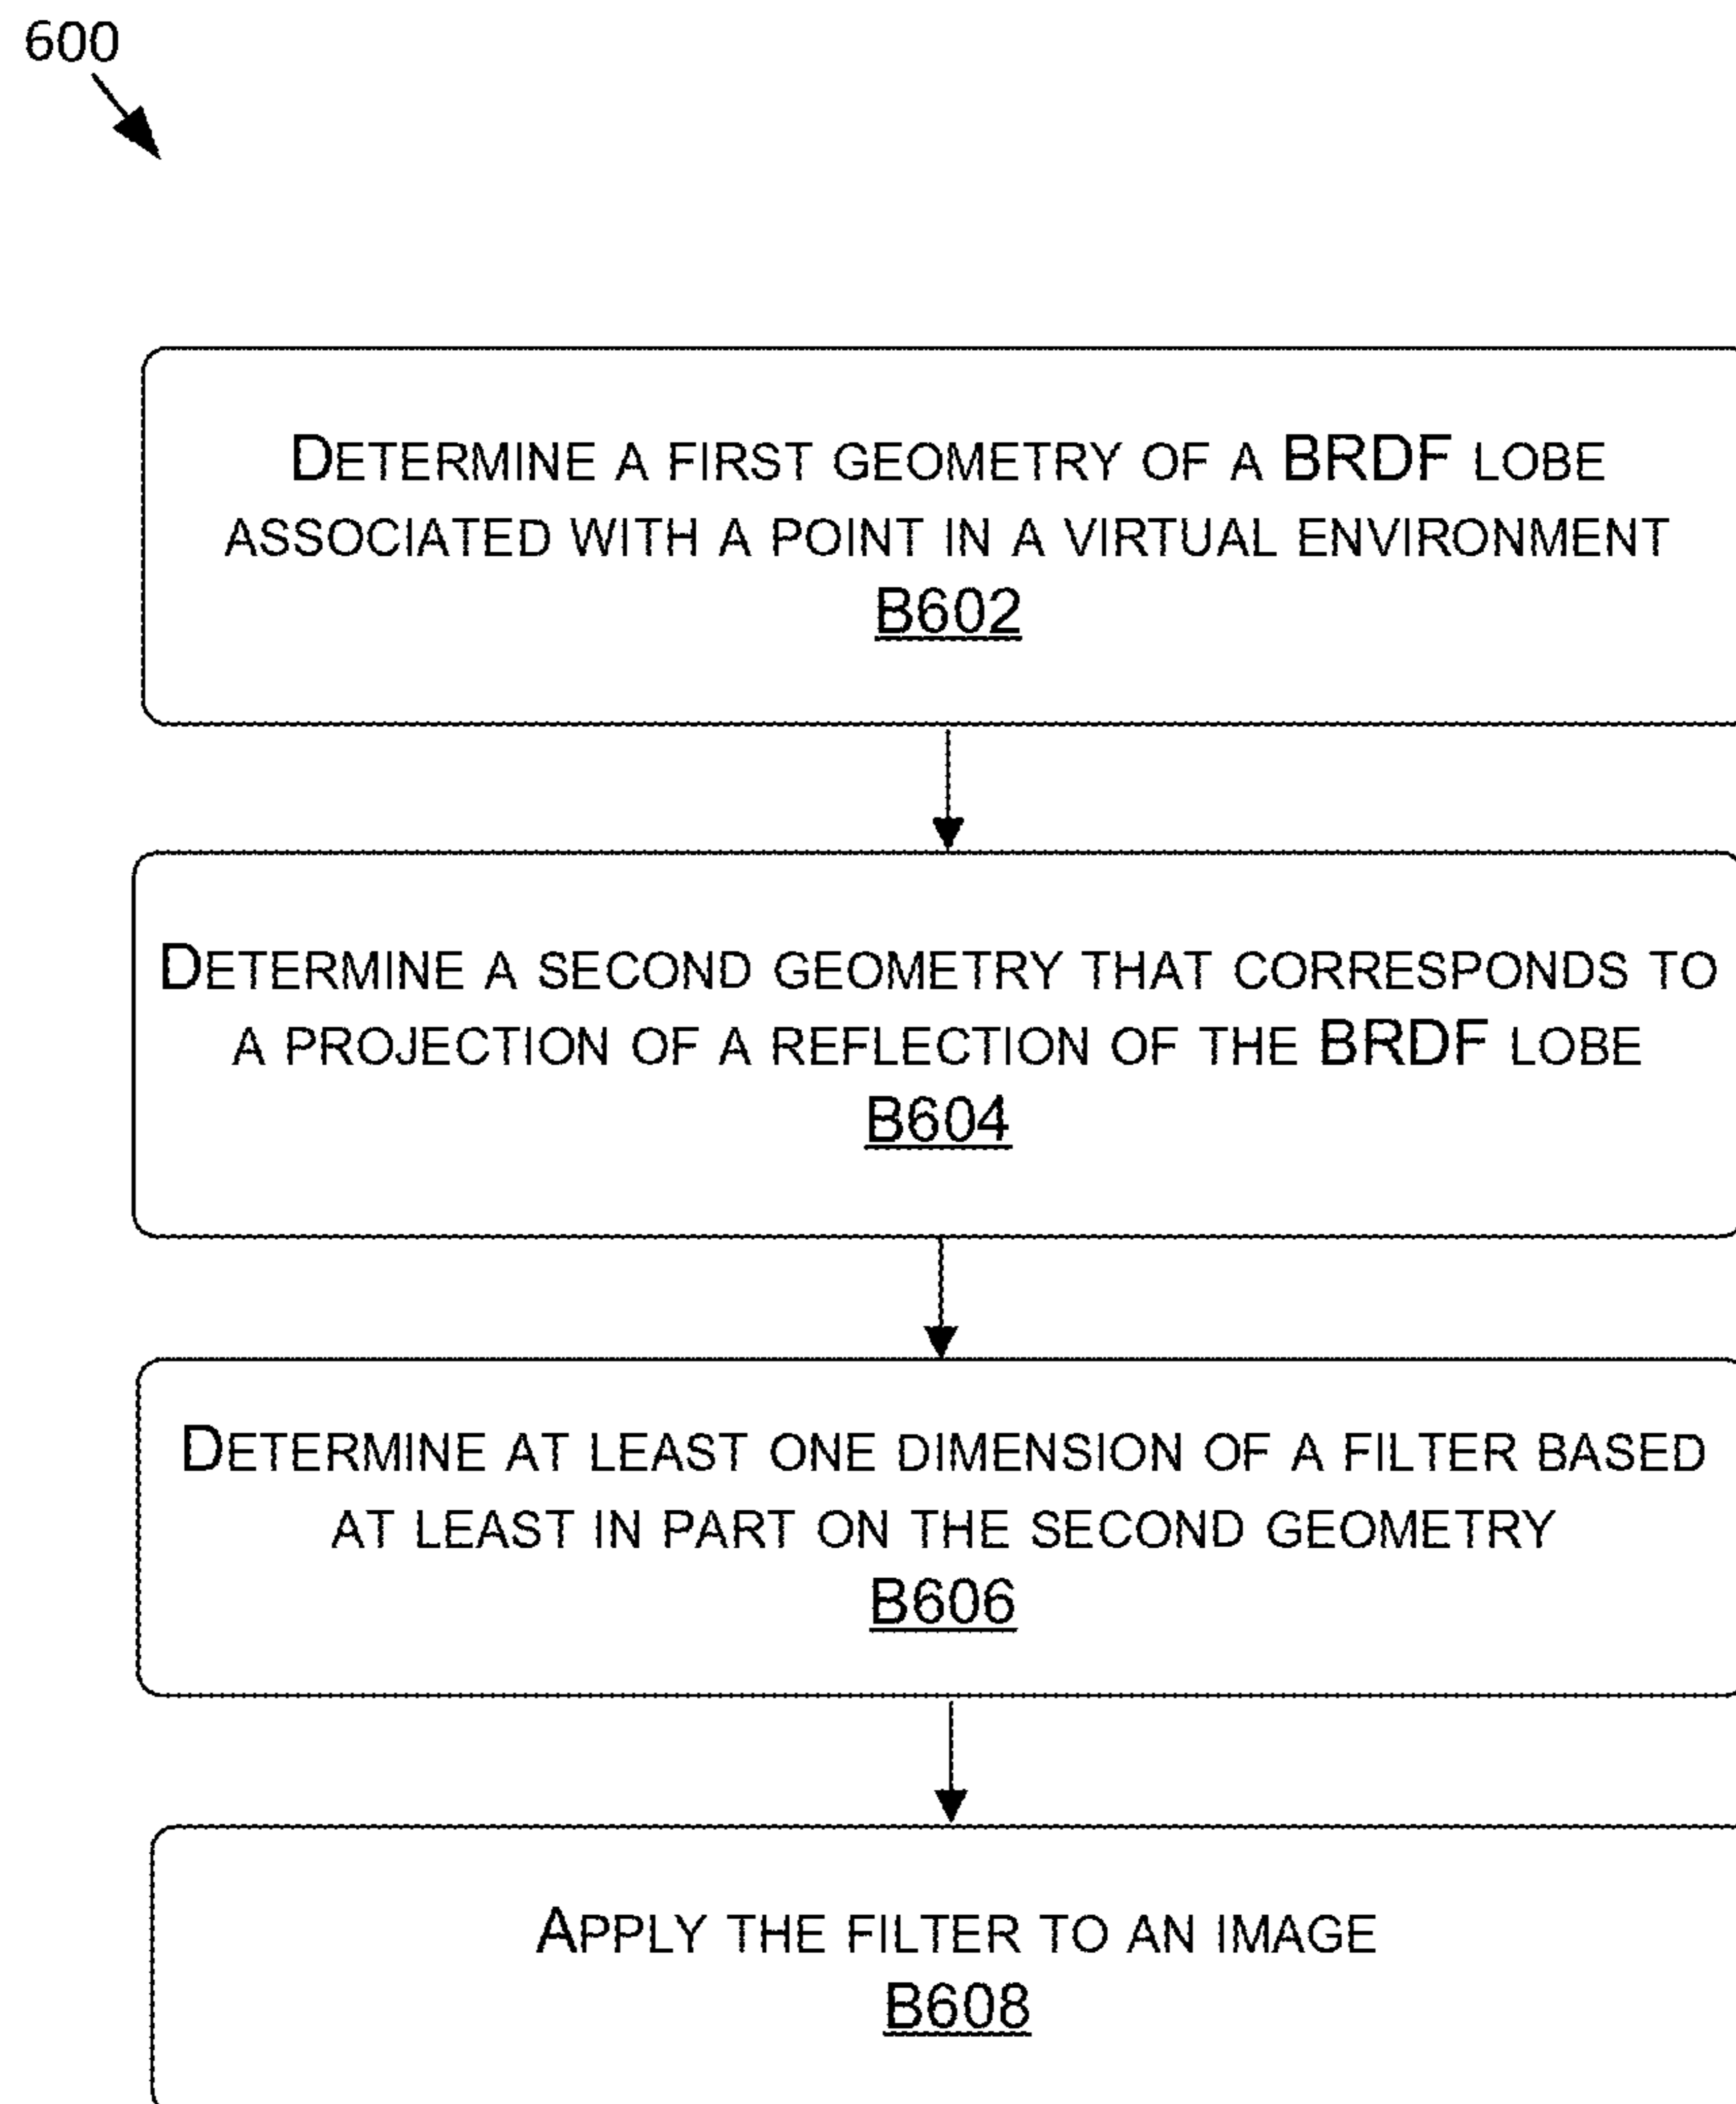 600
DETERMINE A FIRST GEOMETRY OF A BRDF LOBE
ASSOCIATED WITH A POINT IN A VIRTUAL ENVIRONMENT
B602
DETERMINE A SECOND GEOMETRY THAT CORRESPONDS TO
A PROJECTION OF A REFLECTION OF THE BRDF LOBE
B604
DETERMINE AT LEAST ONE DIMENSION OF A FILTER BASED
AT LEAST IN PART ON THE SECOND GEOMETRY
B606
APPLY THE FILTER TO AN IMAGE
B608